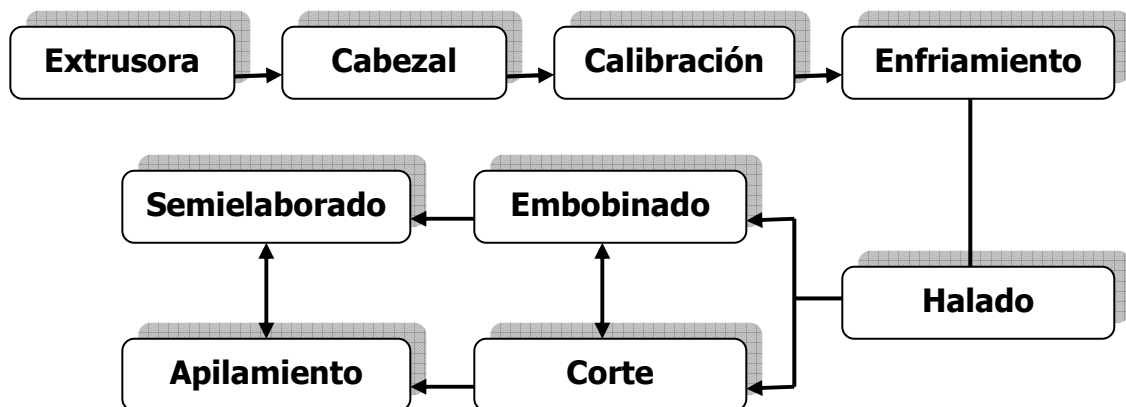 Extrusora
Cabezal
Calibración
Enfriamiento
Semielaborado
Embobinado
Halado
Apilamiento
Corte